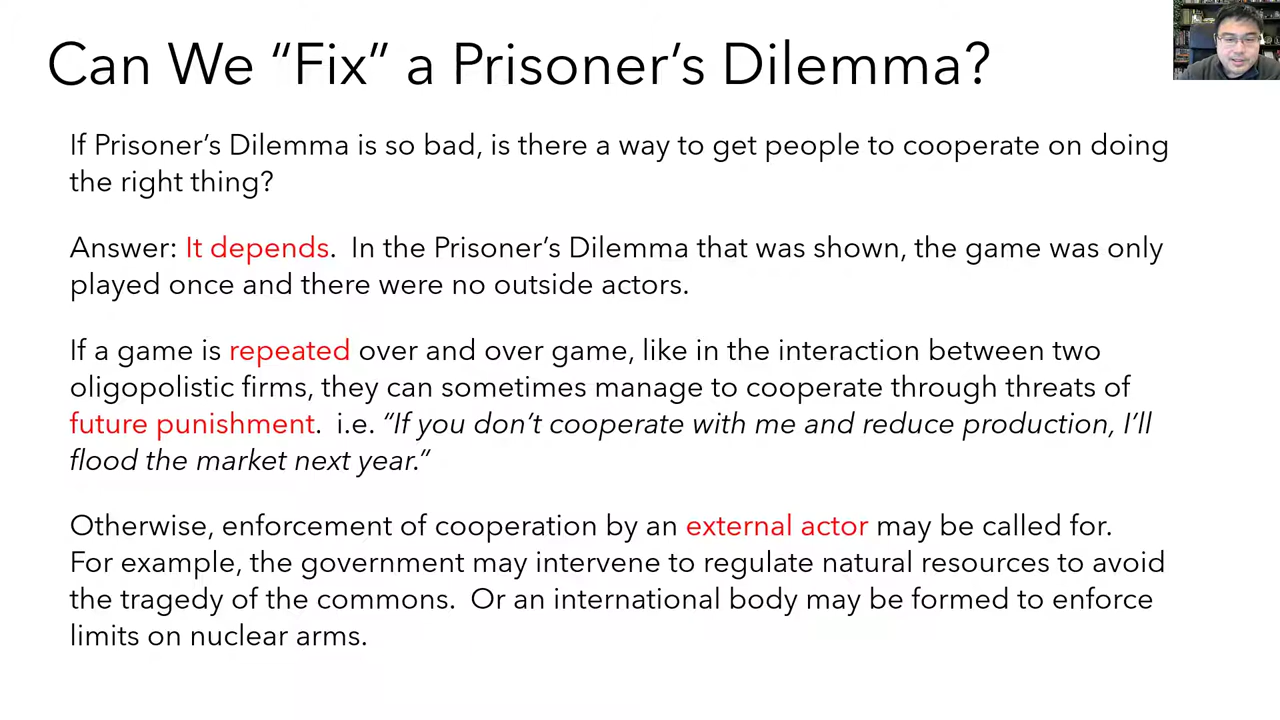 Can We “Fix” a Prisoner’s Dilemma?
If Prisoner’s Dilemma is so bad, is there a way to get people to cooperate on doing
the right thing?
Answer: It depends.  In the Prisoner’s Dilemma that was shown, the game was only
played once and there were no outside actors.
If a game is repeated over and over game, like in the interaction between two
oligopolistic firms, they can sometimes manage to cooperate through threats of
future punishment.  i.e. “If you don’t cooperate with me and reduce production, I’ll
flood the market next year.”
Otherwise, enforcement of cooperation by an external actor may be called for.
For example, the government may intervene to regulate natural resources to avoid
the tragedy of the commons.  Or an international body may be formed to enforce
limits on nuclear arms.